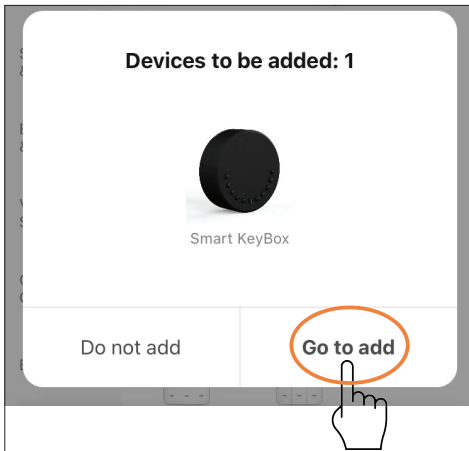 Devices to be added: 1
Smart KeyBox
Do not add
Go to add
- - -
- - -